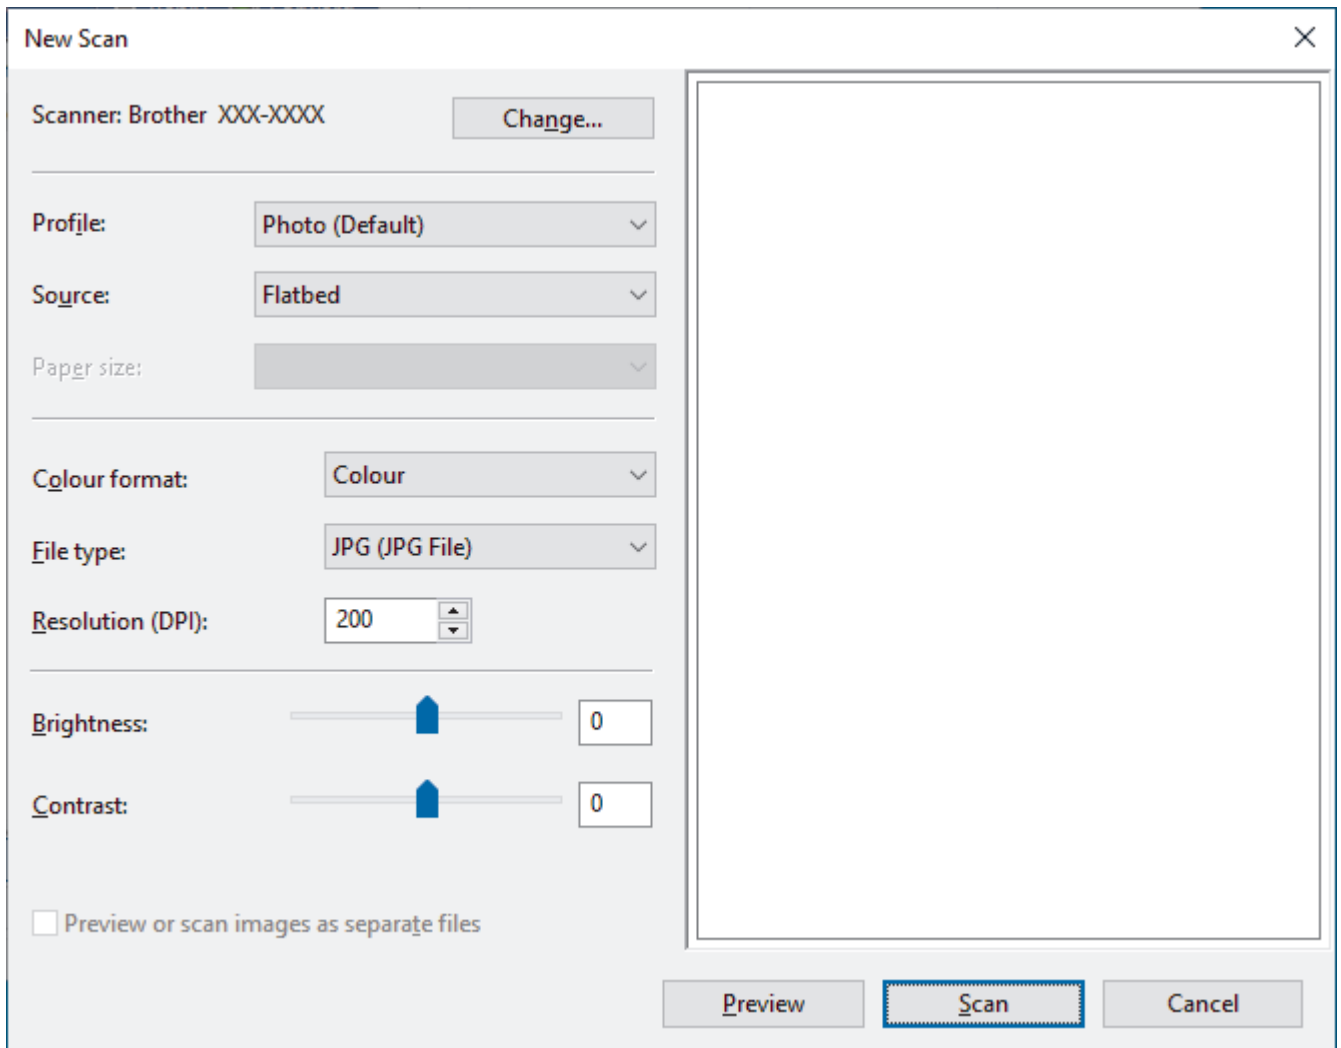 New Scan
Scanner: Brother XXX-XXXX
Change...
Profile:
Photo (Default)
Source:
Flatbed
Paper size:
Colour format:
Colour
File type:
JPG (JPG File)
Resolution (DPI):
200
Brightness:
0
Contrast:
0
Preview or scan images as separate files
Preview
Scan
Cancel